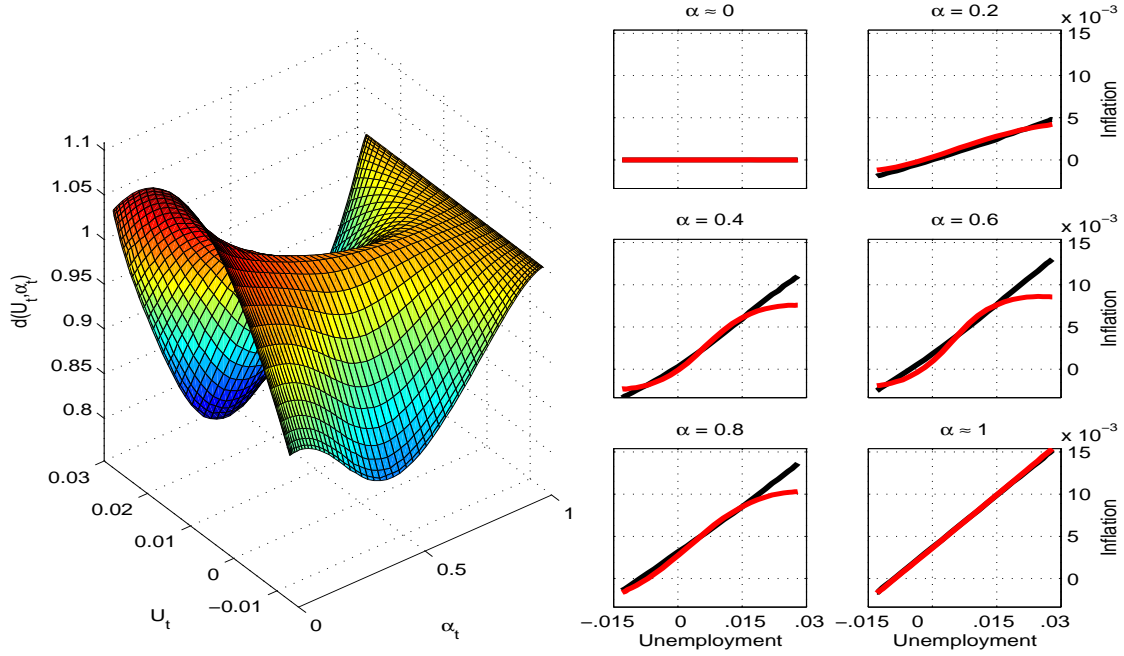 1.1
1.05
1
0.95
0.9
0.85
0.8
d(U_t,α_t)
0.03
0.02
0.01
0
−0.01
U_t
0
0.5
1
α_t
α ≈ 0
α = 0.2
x 10^−3
15
10
5
0
Inflation
α = 0.4
α = 0.6
x 10^−3
15
10
5
0
Inflation
α = 0.8
α ≈ 1
x 10^−3
15
10
5
0
Inflation
−.015 0 .015 .03
Unemployment
−.015 0 .015 .03
Unemployment